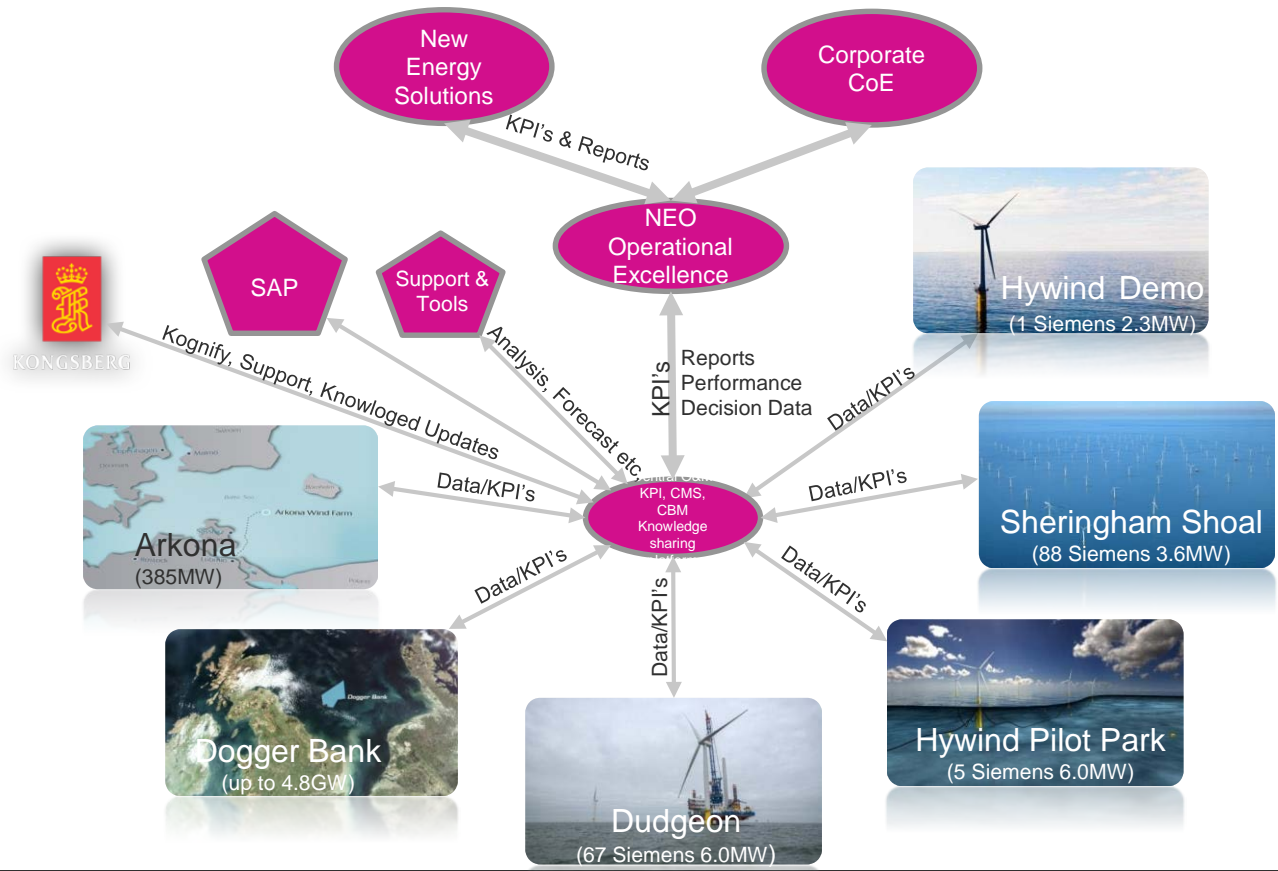 New
Energy
Solutions
Corporate
CoE
KPI's & Reports
NEO
Operational
Excellence
SAP
Support &
Tools
KONGSBERG
Hywind Demo
(1 Siemens 2.3MW)
Kognify, Support, Knowloged Updates
Analysis, Forecast etc,
KPI's
Reports
Performance
Decision Data
Data/KPI's
Data/KPI's
Sheringham Shoal
(88 Siemens 3.6MW)
Data/KPI's
KPI, CMS,
CBM
Knowledge
sharing
Arkona Wind Farm
Arkona
(385MW)
Data/KPI's
Data/KPI's
Data/KPI's
Dogger Bank
Dogger Bank
(up to 4.8GW)
Hywind Pilot Park
(5 Siemens 6.0MW)
Dudgeon
(67 Siemens 6.0MW)